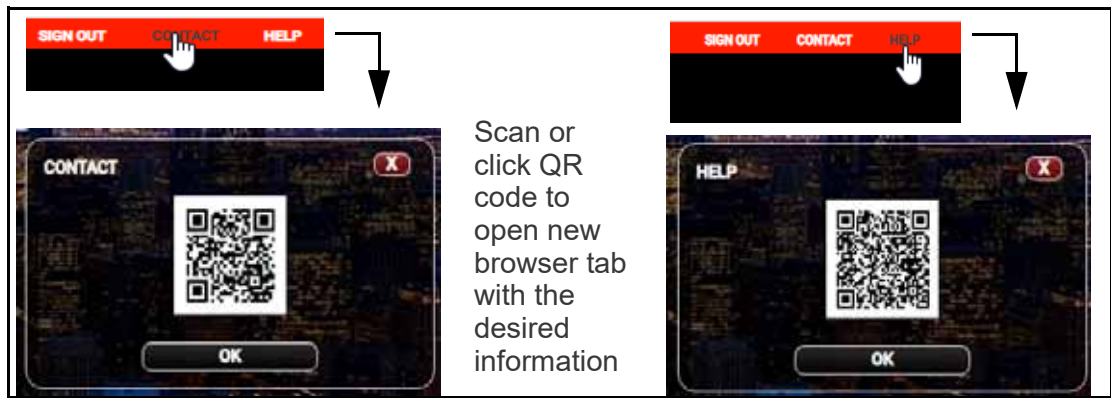 SIGN OUT CONTACT HELP
CONTACT
X
OK
Scan or
click QR
code to
open new
browser tab
with the
desired
information
SIGN OUT CONTACT HELP
HELP
X
OK